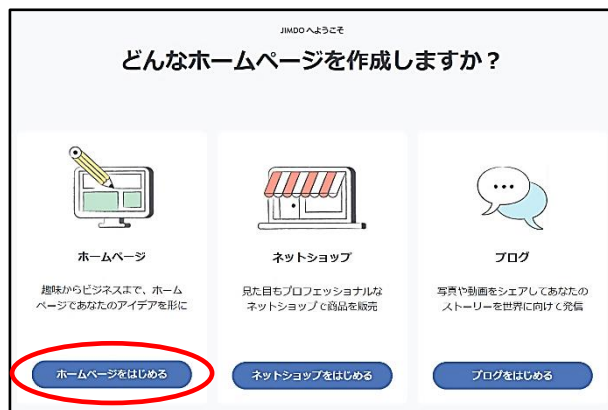 JIMDO へようこそ
どんなホームページを作成しますか？
ホームページ
趣味からビジネスまで、ホーム
ページであなたのアイデアを形に
ホームページをはじめる
ネットショップ
見た目もプロフェッショナルな
ネットショップで商品を販売
ネットショップをはじめる
ブログ
写真や動画をシェアしてあなたの
ストーリーを世界に向けて発信
ブログをはじめる